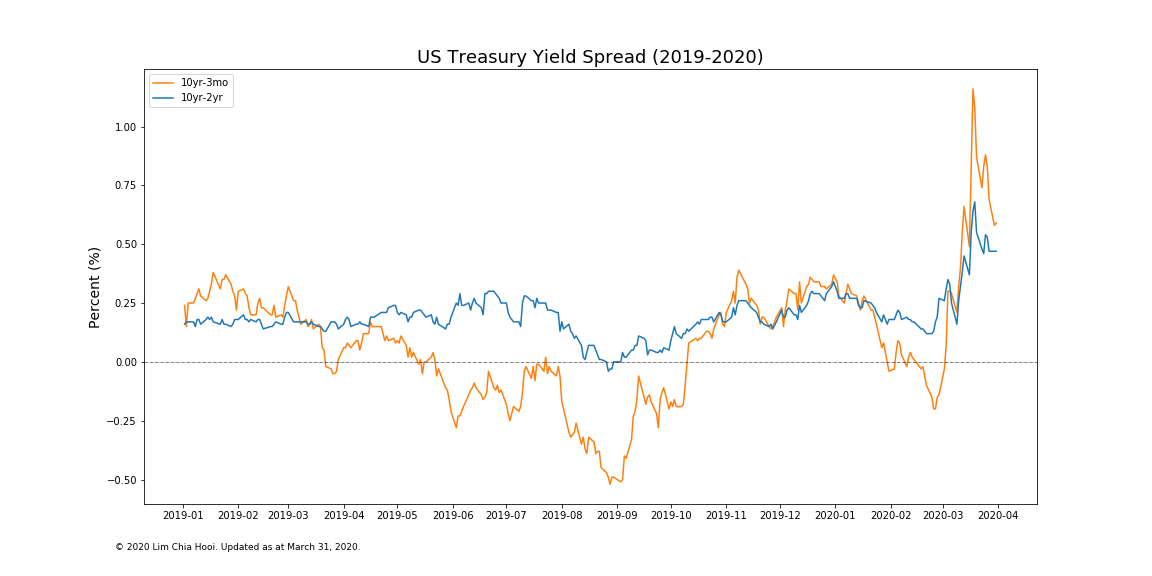 US Treasury Yield Spread (2019-2020)
10yr-3mo
10yr-2yr
Percent (%)
1.00
0.75
0.50
0.25
0.00
−0.25
−0.50
2019-01 2019-02 2019-03 2019-04 2019-05 2019-06 2019-07 2019-08 2019-09 2019-10 2019-11 2019-12 2020-01 2020-02 2020-03 2020-04
© 2020 Lim Chia Hooi. Updated as at March 31, 2020.